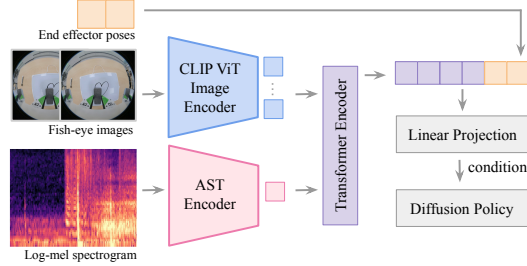 End effector poses
Fish-eye images
Log-mel spectrogram
CLIP ViT
Image
Encoder
AST
Encoder
Transformer Encoder
Linear Projection
condition
Diffusion Policy